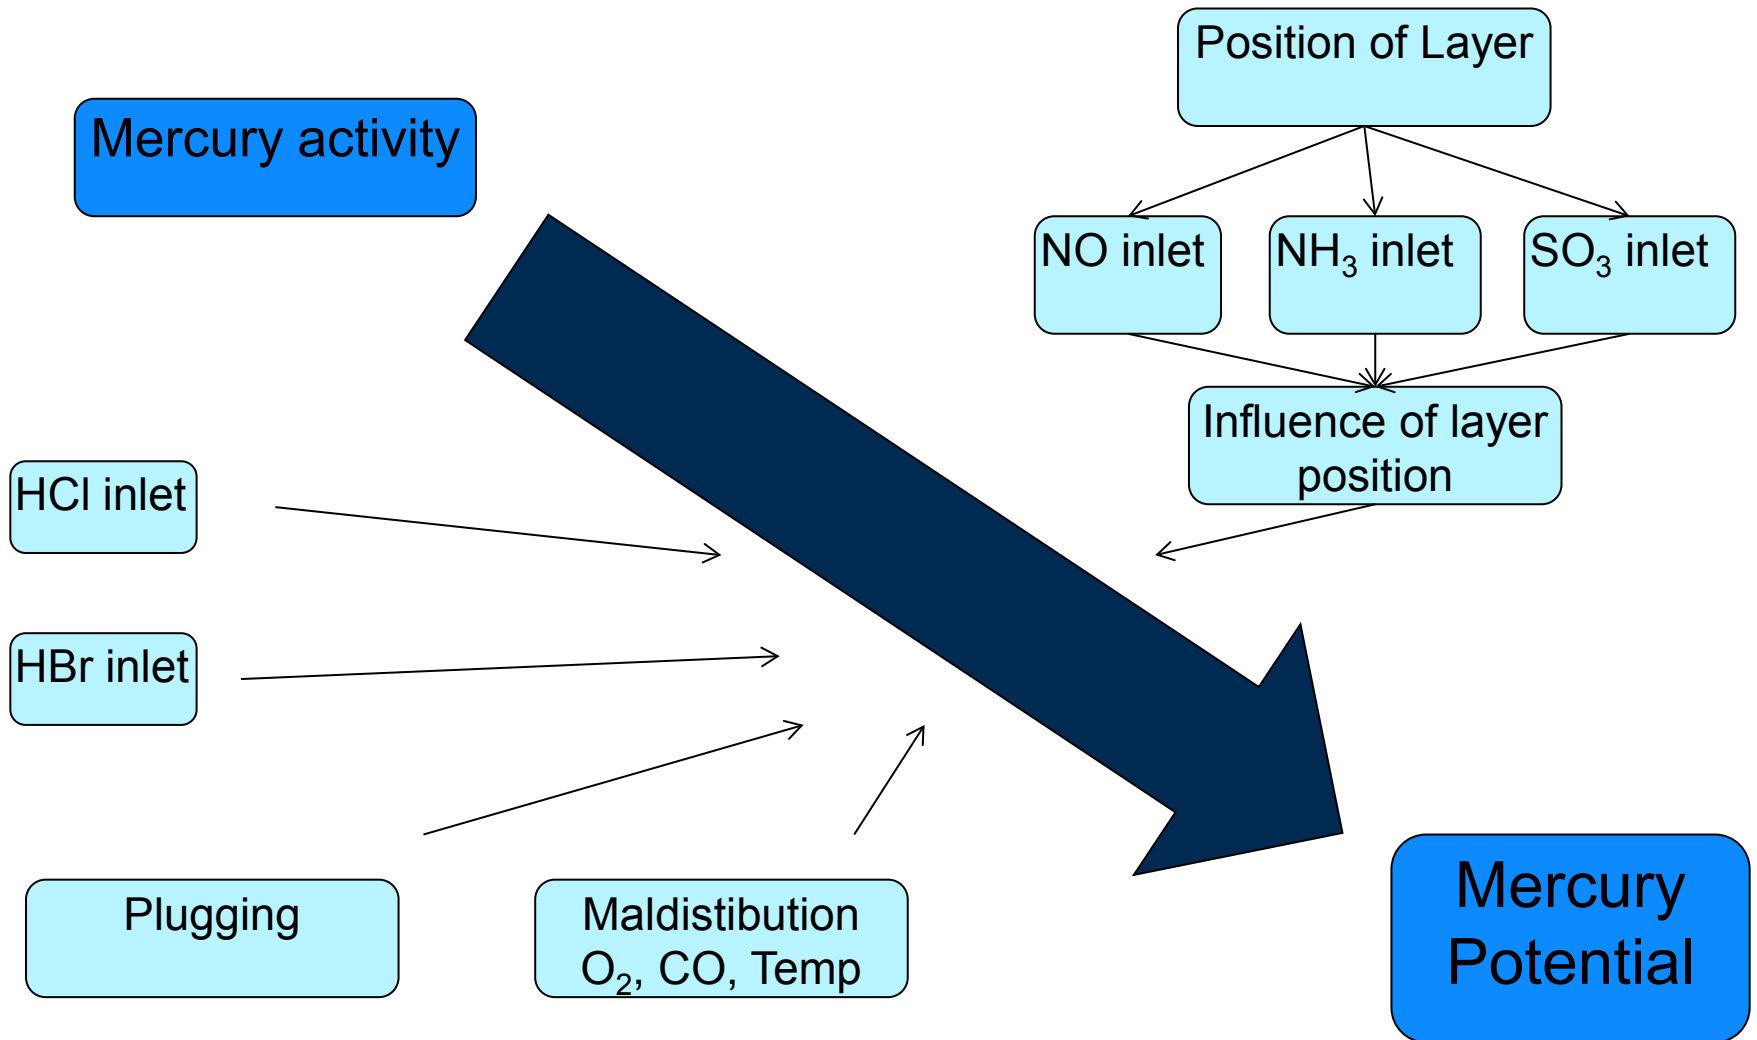 Position of Layer
Mercury activity
NO inlet
NH₃ inlet
SO₃ inlet
Influence of layer
position
HCl inlet
HBr inlet
Plugging
Maldistibution
O₂, CO, Temp
Mercury
Potential